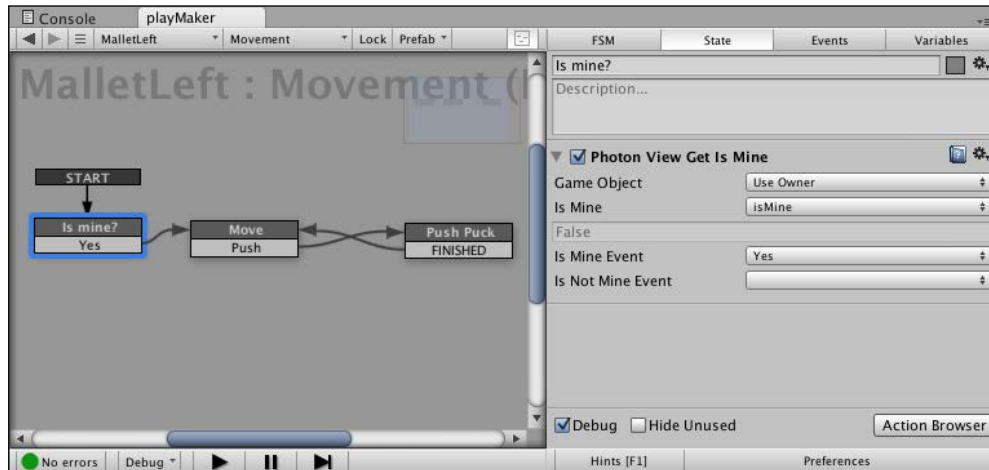 Console
playMaker
MalletLeft
Movement
Lock
Prefab
FSM
State
Events
Variables
MalletLeft : Movement (
START
Is mine?
Yes
Move
Push
Push Puck
FINISHED
Is mine?
Description...
Photon View Get Is Mine
Game Object
Use Owner
Is Mine
isMine
False
Is Mine Event
Yes
Is Not Mine Event
Debug
Hide Unused
Action Browser
No errors
Debug
Hints [F1]
Preferences